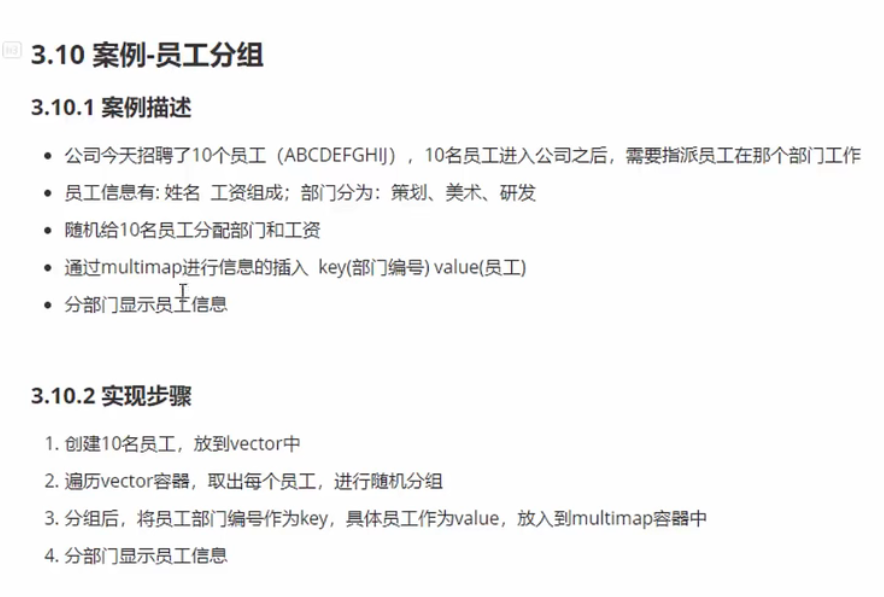 3.10 案例-员工分组
3.10.1 案例描述
公司今天招聘了10个员工（ABCDEFGHIJ），10名员工进入公司之后，需要指派员工在那个部门工作
员工信息有: 姓名 工资组成；部门分为：策划、美术、研发
随机给10名员工分配部门和工资
通过multimap进行信息的插入 key(部门编号) value(员工)
分部门显示员工信息
3.10.2 实现步骤
1. 创建10名员工，放到vector中
2. 遍历vector容器，取出每个员工，进行随机分组
3. 分组后，将员工部门编号作为key，具体员工作为value，放入到multimap容器中
4. 分部门显示员工信息